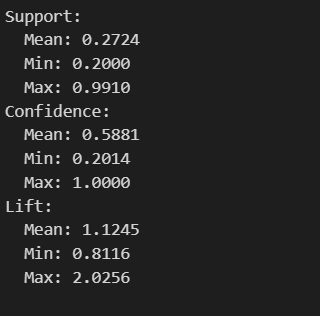 Support:
  Mean: 0.2724
  Min: 0.2000
  Max: 0.9910
Confidence:
  Mean: 0.5881
  Min: 0.2014
  Max: 1.0000
Lift:
  Mean: 1.1245
  Min: 0.8116
  Max: 2.0256